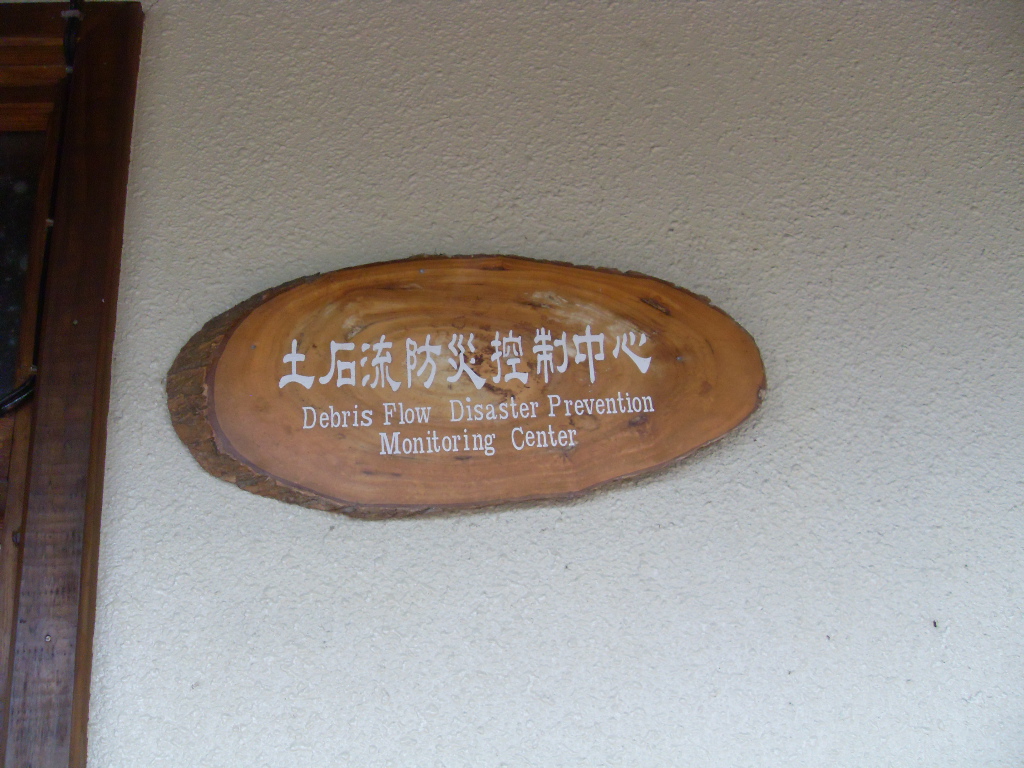 土石流防災控制中心
Debris Flow Disaster Prevention
Monitoring Center